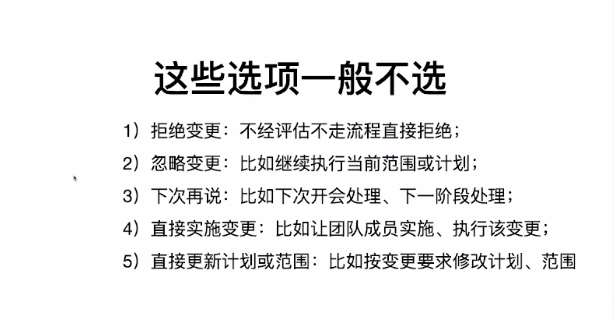 这些选项一般不选
1）拒绝变更：不经评估不走流程直接拒绝；
2）忽略变更：比如继续执行当前范围或计划；
3）下次再说：比如下次开会处理、下一阶段处理；
4）直接实施变更：比如让团队成员实施、执行该变更；
5）直接更新计划或范围：比如按变更要求修改计划、范围